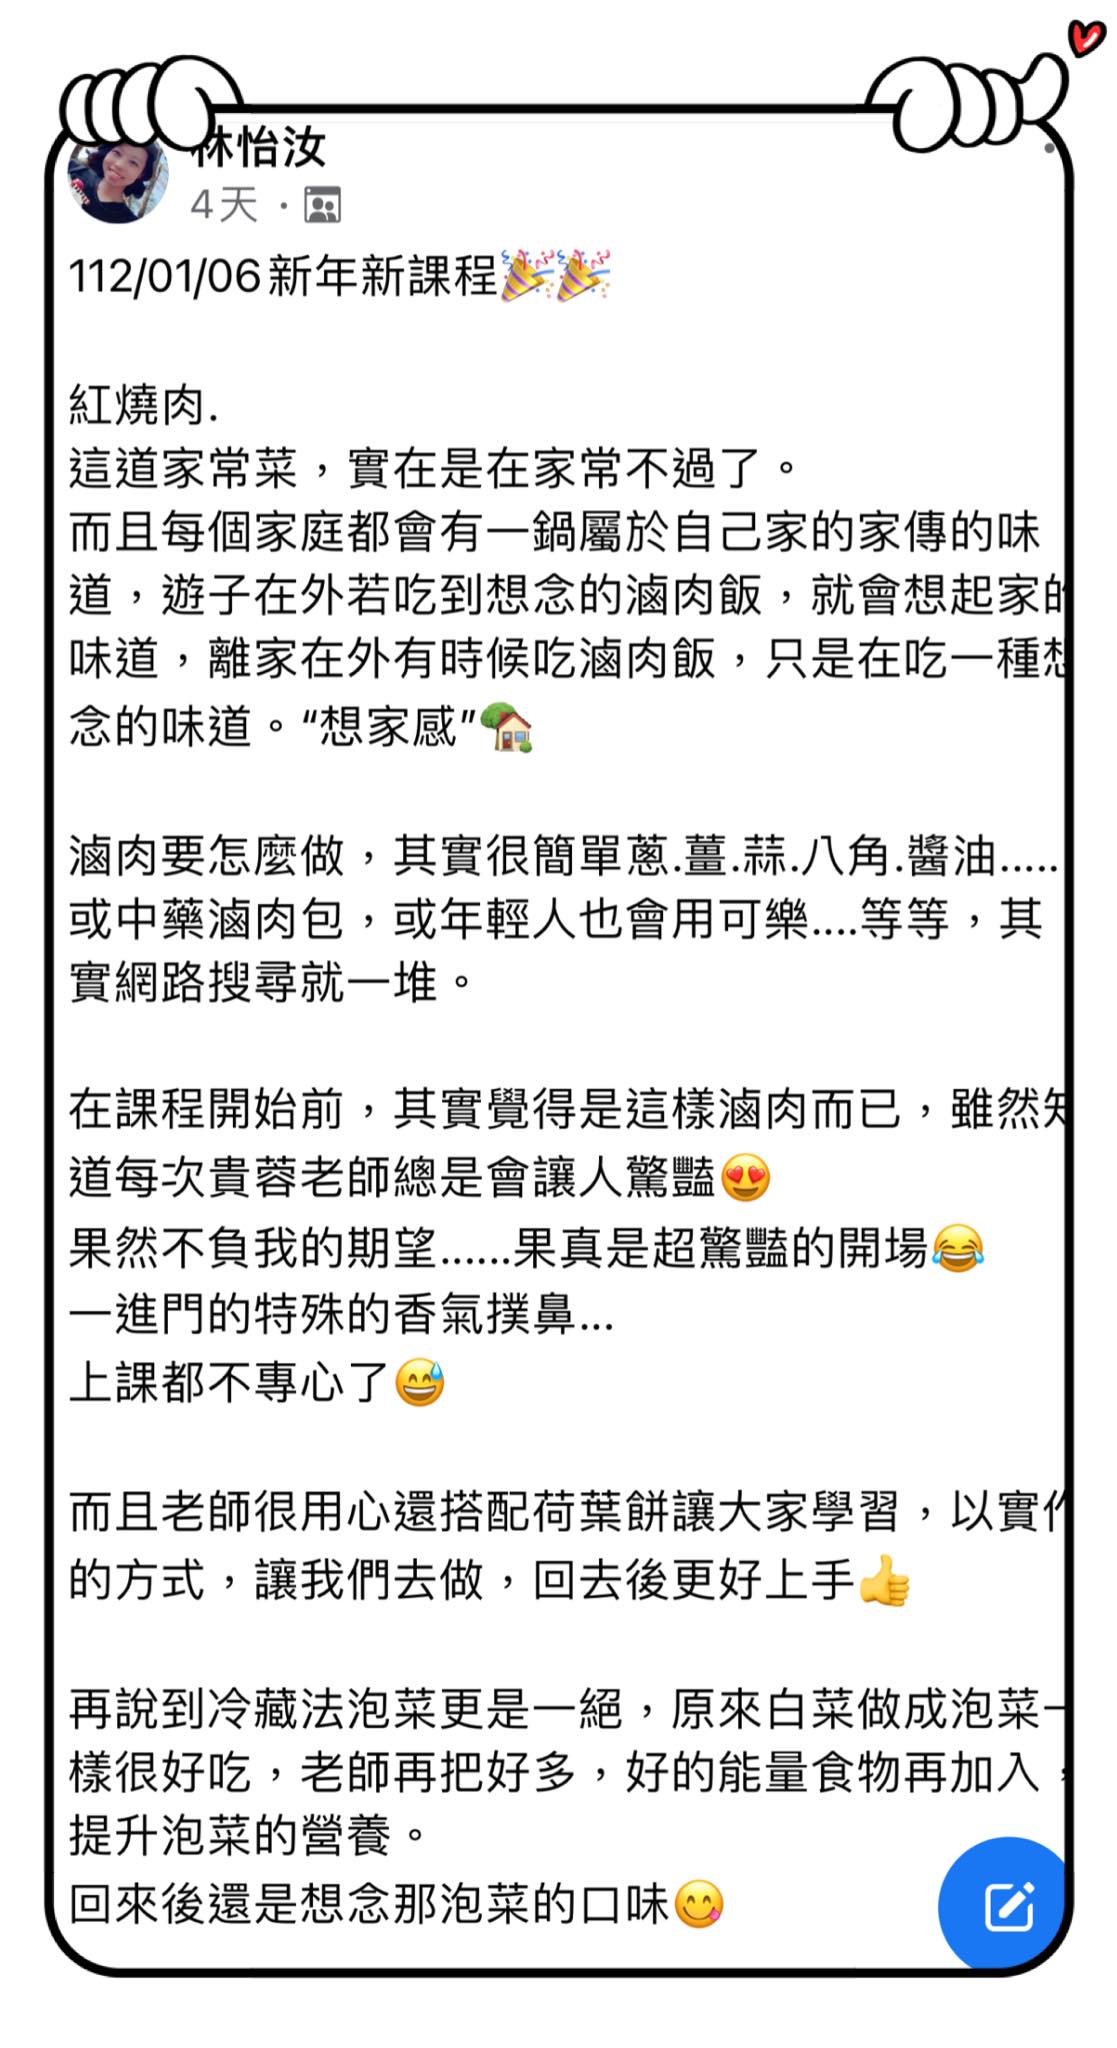 林怡汝
4天 ·
112/01/06新年新課程🎉🎉
紅燒肉.
這道家常菜，實在是在家常不過了。
而且每個家庭都會有一鍋屬於自己家的家傳的味
道，遊子在外若吃到想念的滷肉飯，就會想起家的
味道，離家在外有時候吃滷肉飯，只是在吃一種想
念的味道。“想家感”🏡
滷肉要怎麼做，其實很簡單蔥.薑.蒜.八角.醬油.....
或中藥滷肉包，或年輕人也會用可樂....等等，其
實網路搜尋就一堆。
在課程開始前，其實覺得是這樣滷肉而已，雖然知
道每次貴蓉老師總是會讓人驚豔😍
果然不負我的期望......果真是超驚豔的開場😂
一進門的特殊的香氣撲鼻...
上課都不專心了😅
而且老師很用心還搭配荷葉餅讓大家學習，以實作
的方式，讓我們去做，回去後更好上手👍
再說到冷藏法泡菜更是一絕，原來白菜做成泡菜一
樣很好吃，老師再把好多，好的能量食物再加入，
提升泡菜的營養。
回來後還是想念那泡菜的口味😋